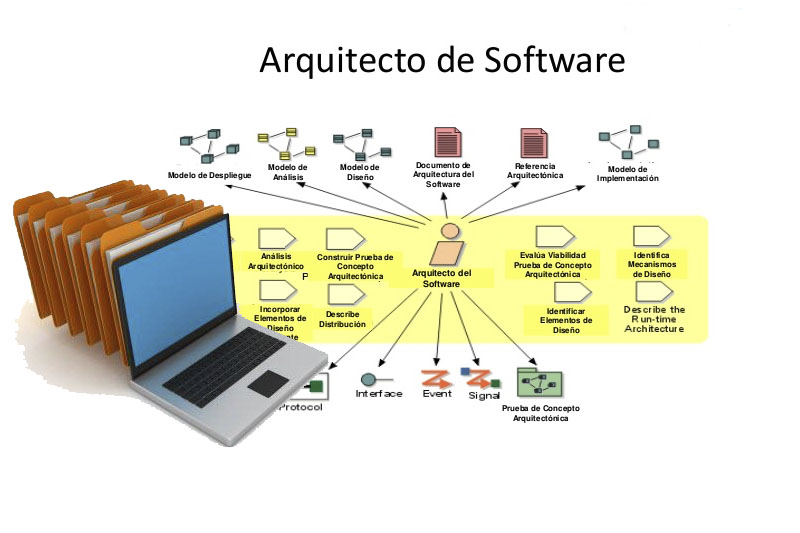 Arquitecto de Software
Modelo de Despliegue
Modelo de
Análisis
Modelo de
Diseño
Documento de
Arquitectura del
Software
Referencia
Arquitectónica
Modelo de
Implementación
Análisis
Arquitectónico
P
Construir Prueba de
Concepto
Arquitectónica
Arquitecto del
Software
Evalúa Viabilidad
Prueba de Concepto
Arquitectónica
Identifica
Mecanismos
de Diseño
Incorporar
Elementos de
Diseño
Describe
Distribución
Identificar
Elementos de
Diseño
Describe the
Run-time
Architecture
Protocol
Interface
Event
Signal
Prueba de Concepto
Arquitectónica